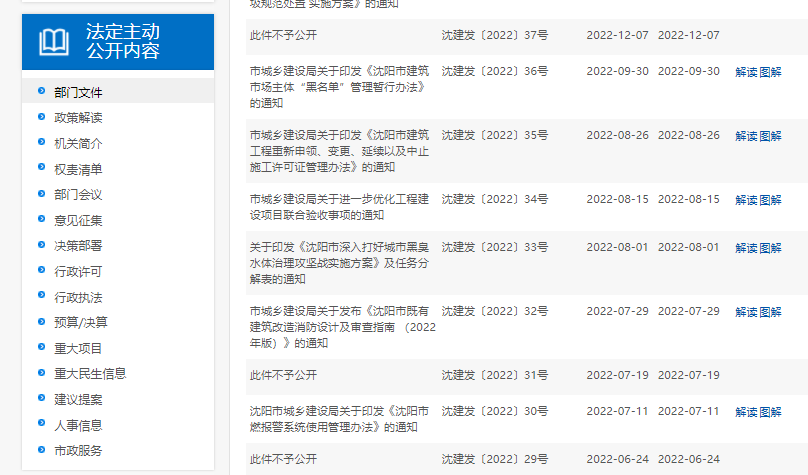 法定主动
公开内容
部门文件
政策解读
机关简介
权责清单
部门会议
意见征集
决策部署
行政许可
行政执法
预算/决算
重大项目
重大民生信息
建议提案
人事信息
市政服务
圾规范处置 实施方案》的通知
此件不予公开 沈建发〔2022〕37号 2022-12-07 2022-12-07
市城乡建设局关于印发《沈阳市建筑 沈建发〔2022〕36号 2022-09-30 2022-09-30 解读 图解
市场主体“黑名单”管理暂行办法》
的通知
市城乡建设局关于印发《沈阳市建筑 沈建发〔2022〕35号 2022-08-26 2022-08-26 解读 图解
工程重新申领、变更、延续以及中止
施工许可证管理办法》的通知
市城乡建设局关于进一步优化工程建 沈建发〔2022〕34号 2022-08-15 2022-08-15 解读 图解
设项目联合验收事项的通知
关于印发《沈阳市深入打好城市黑臭 沈建发〔2022〕33号 2022-08-01 2022-08-01 解读 图解
水体治理攻坚战实施方案》及任务分
解表的通知
市城乡建设局关于发布《沈阳市既有 沈建发〔2022〕32号 2022-07-29 2022-07-29 解读 图解
建筑改造消防设计及审查指南 （2022
年版）》的通知
此件不予公开 沈建发〔2022〕31号 2022-07-19 2022-07-19
沈阳市城乡建设局关于印发《沈阳市 沈建发〔2022〕30号 2022-07-11 2022-07-11 解读 图解
燃报警系统使用管理办法》的通知
此件不予公开 沈建发〔2022〕29号 2022-06-24 2022-06-24